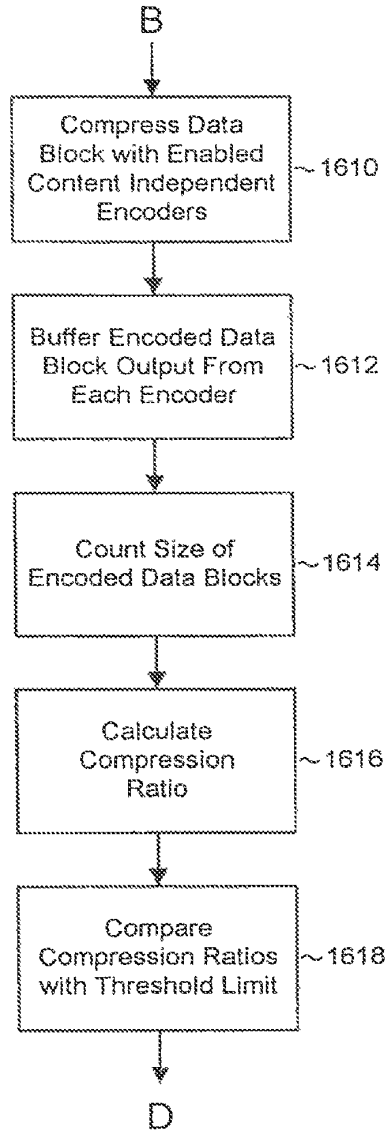 B
Compress Data
Block with Enabled
Content Independent
Encoders
~1610
Buffer Encoded Data
Block Output From
Each Encoder
~1612
Count Size of
Encoded Data Blocks
~1614
Calculate
Compression
Ratio
~1616
Compare
Compression Ratios
with Threshold Limit
~1618
D